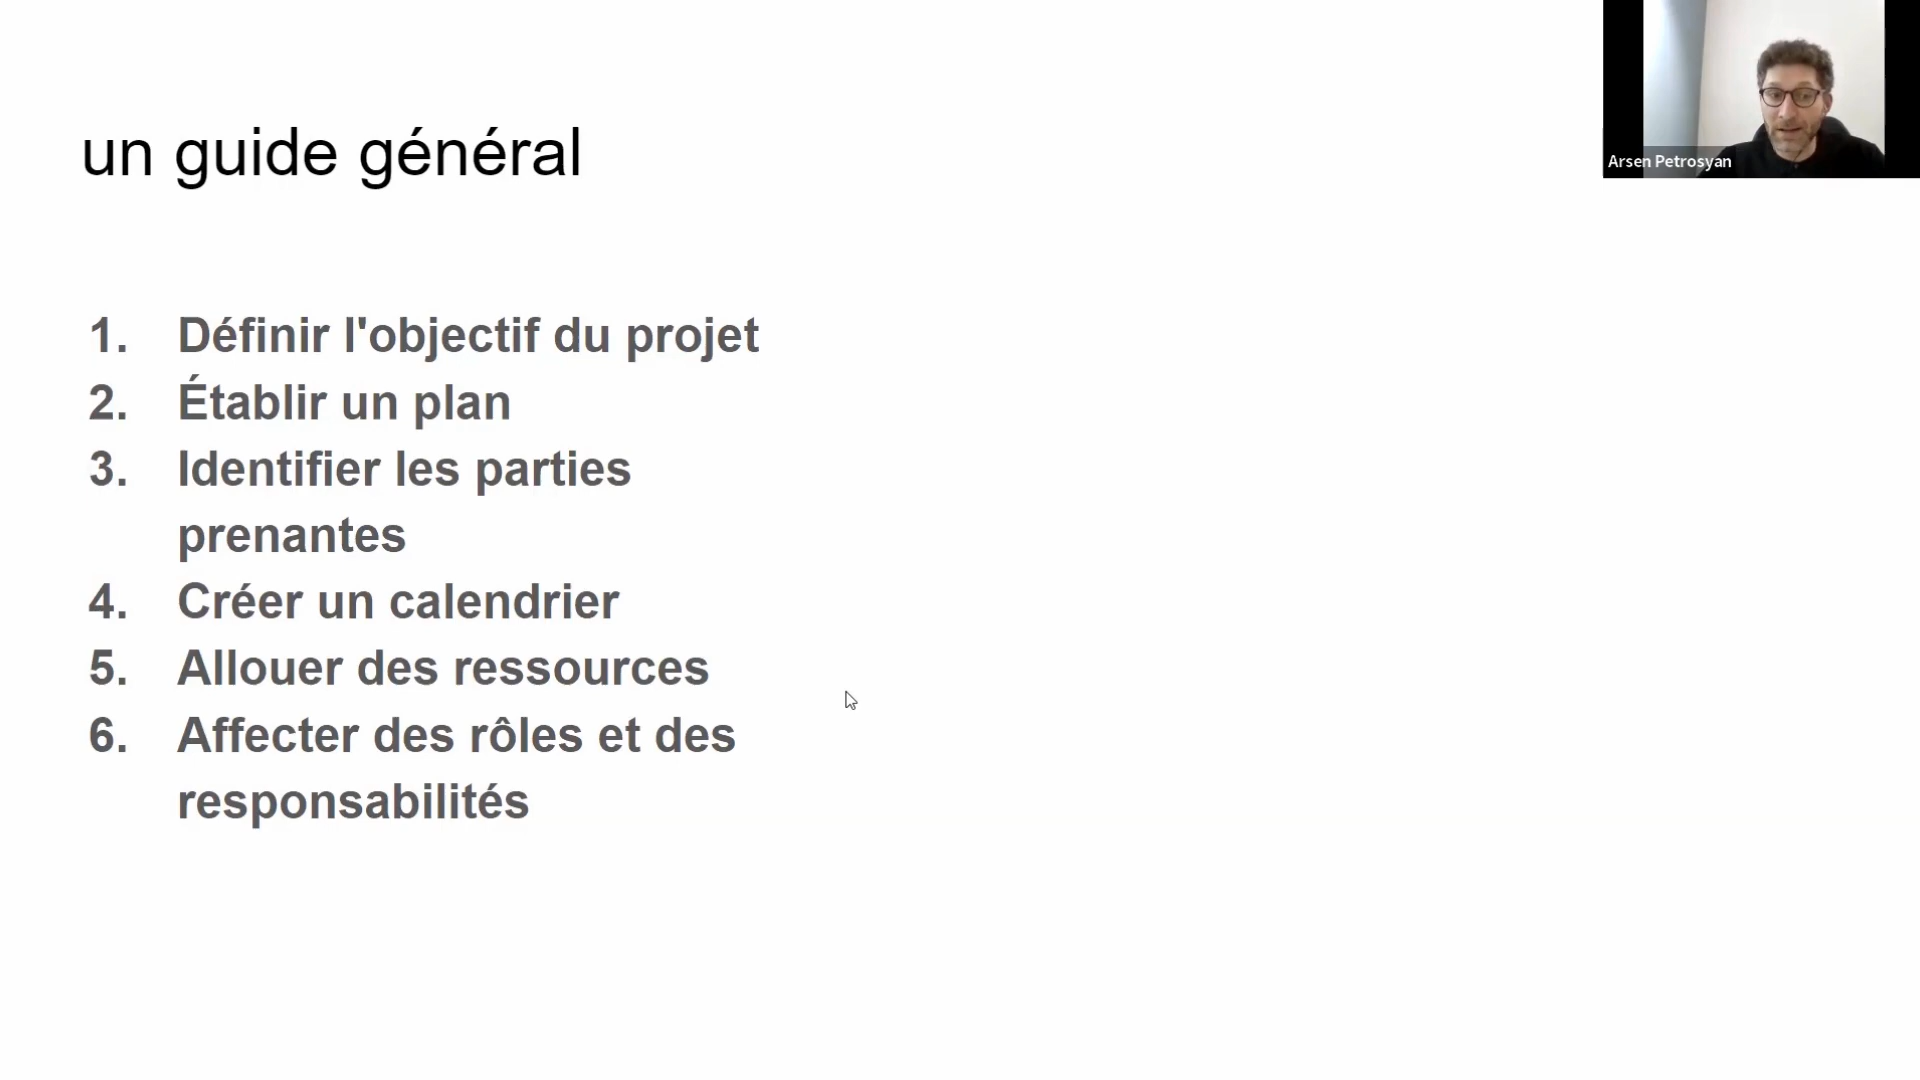 un guide général
1. Définir l'objectif du projet
2. Établir un plan
3. Identifier les parties
prenantes
4. Créer un calendrier
5. Allouer des ressources
6. Affecter des rôles et des
responsabilités
Arsen Petrosyan